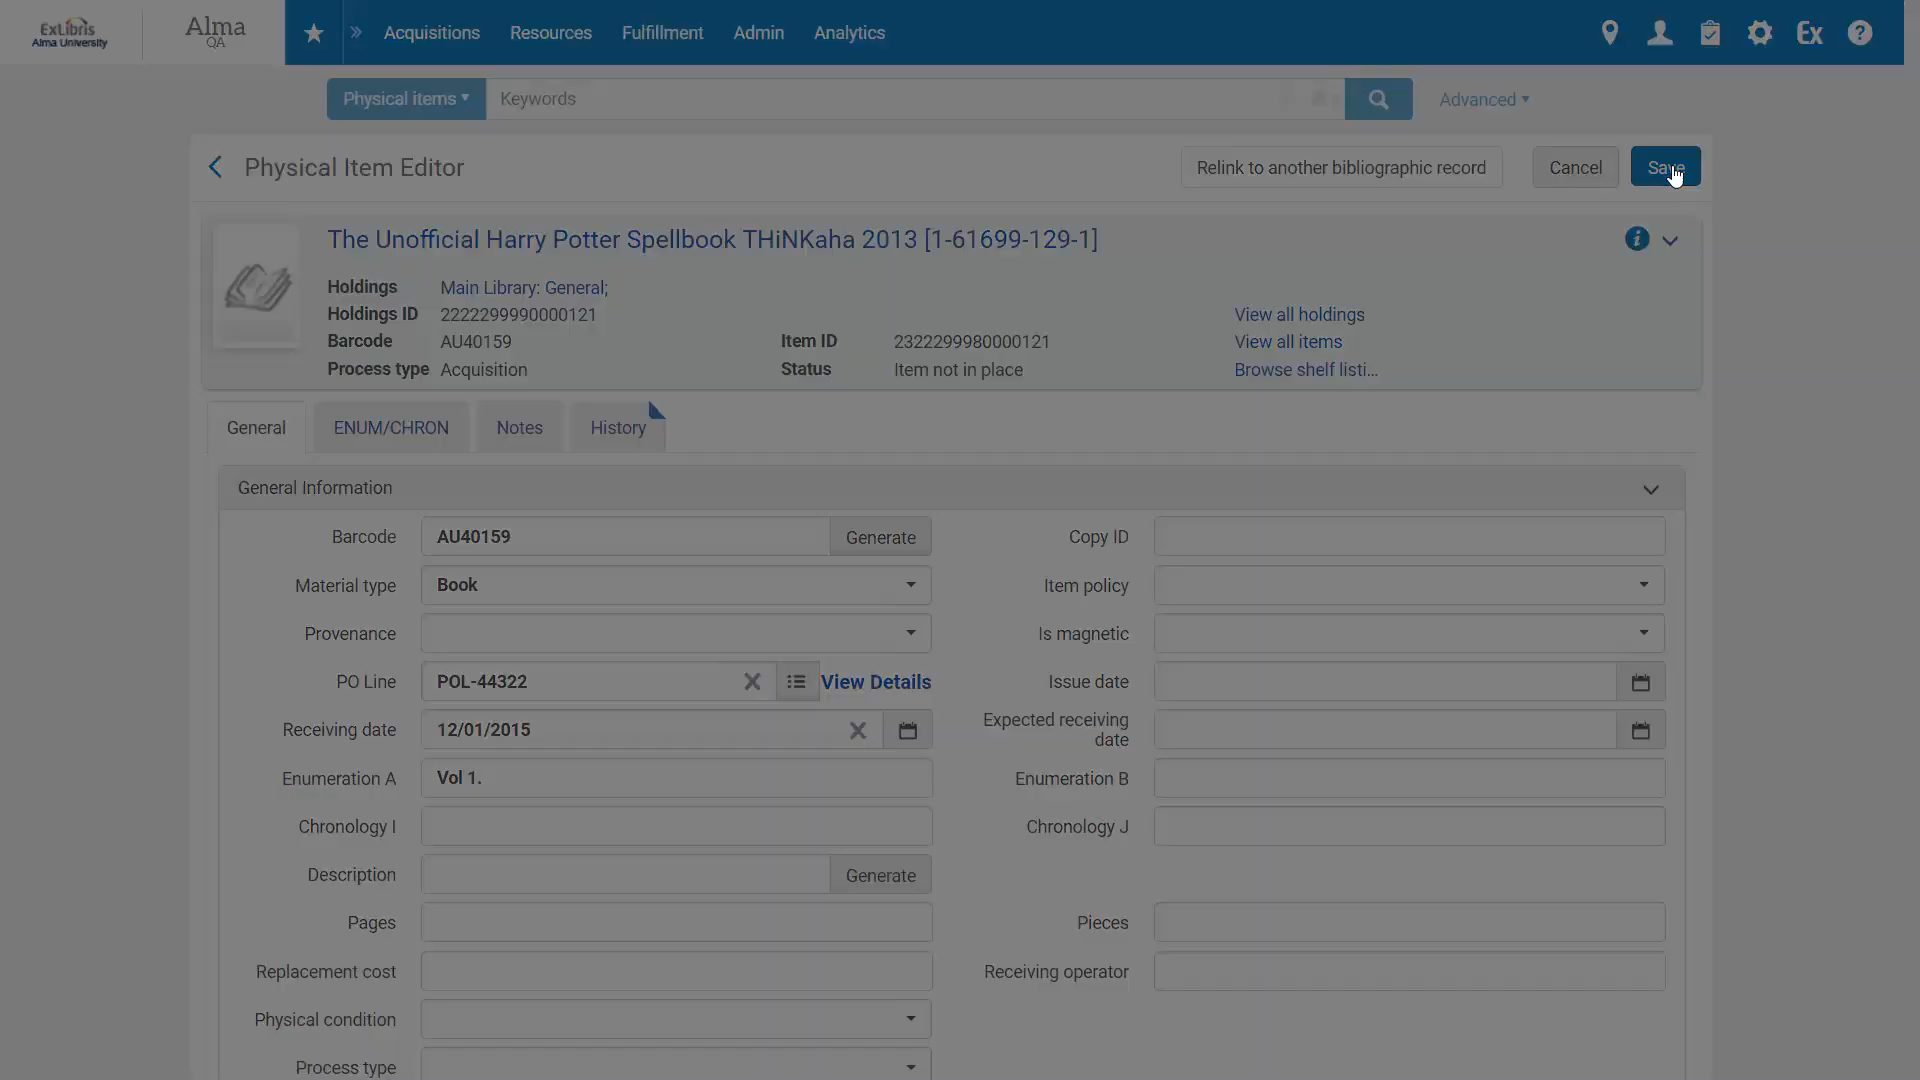 ExLibris
Alma University
Alma
QA
Acquisitions Resources Fulfillment Admin Analytics
Ex
Physical items Keywords Advanced
Physical Item Editor Relink to another bibliographic record Cancel Save
The Unofficial Harry Potter Spellbook THiNKaha 2013 [1-61699-129-1]
Holdings Main Library: General;
Holdings ID 2222299990000121 View all holdings
Barcode AU40159 Item ID 2322299980000121 View all items
Process type Acquisition Status Item not in place Browse shelf listi...
General ENUM/CHRON Notes History
General Information
Barcode AU40159 Generate Copy ID
Material type Book Item policy
Provenance Is magnetic
PO Line POL-44322 View Details Issue date
Receiving date 12/01/2015 Expected receiving date
Enumeration A Vol 1. Enumeration B
Chronology I Chronology J
Description Generate
Pages Pieces
Replacement cost Receiving operator
Physical condition
Process type